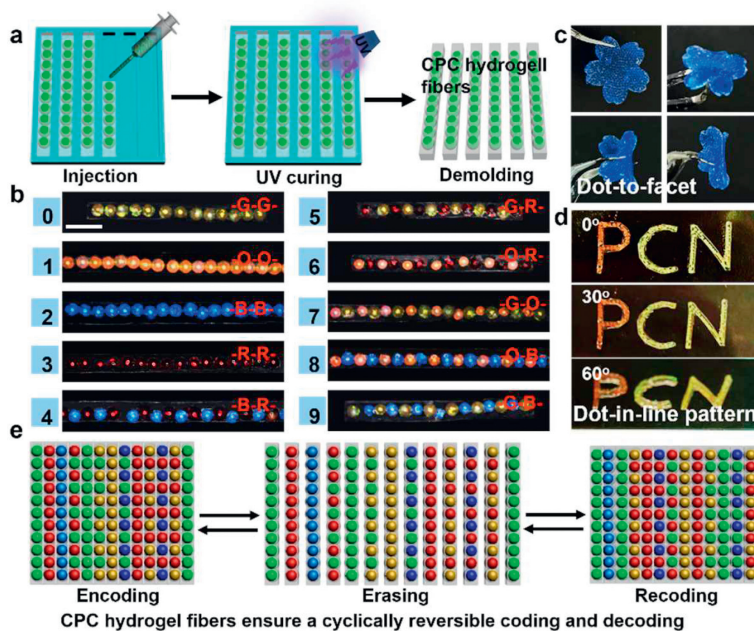 a
UV
CPC hydrogell
fibers
Injection
UV curing
Demolding
b
0
-G-G-
1
-O-O-
2
-B-B-
3
-R-R-
4
-B-R-
5
-G-R-
6
-O-R-
7
-G-O-
8
-O-B-
9
-G-B-
c
Dot-to-facet
d
0°
PCN
30°
PCN
60°
PCN
Dot-in-line pattern
e
Encoding
Erasing
Recoding
CPC hydrogel fibers ensure a cyclically reversible coding and decoding